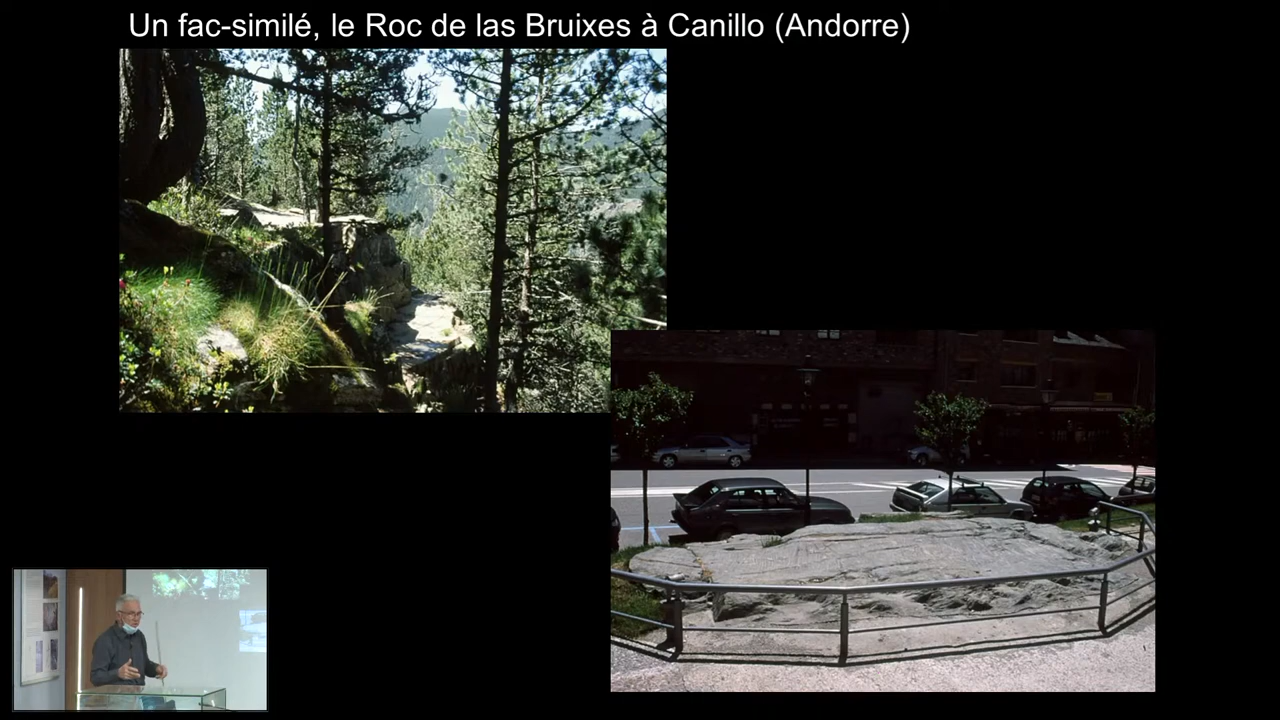 Un fac-similé, le Roc de las Bruixes à Canillo (Andorre)